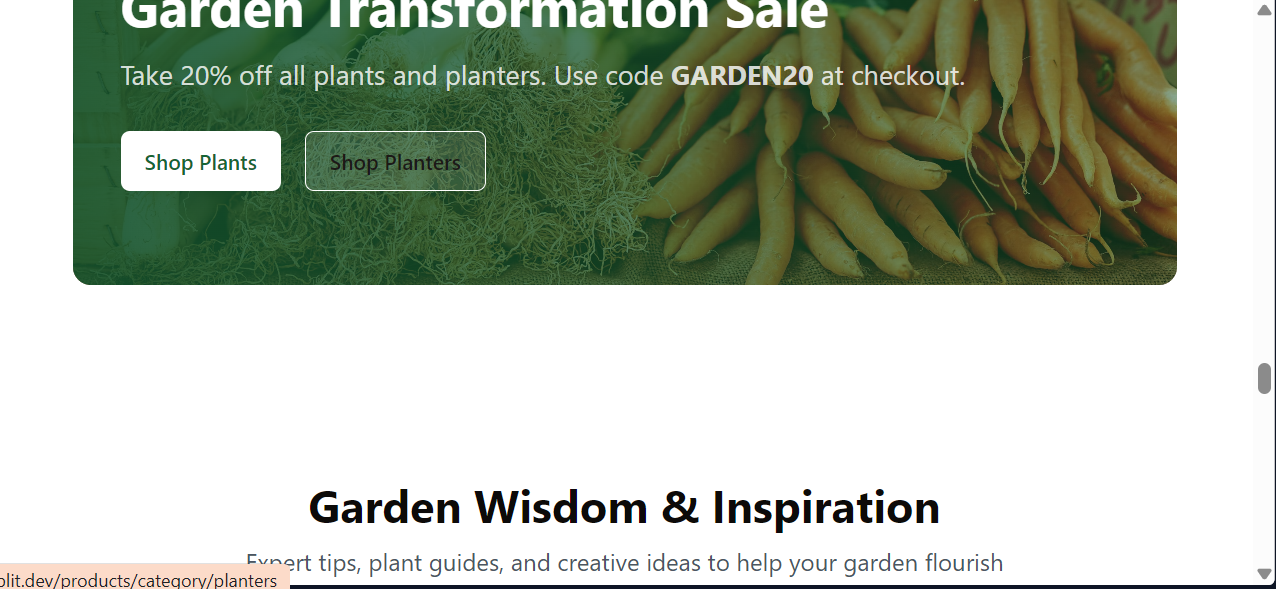 Garden Transformation Sale
Take 20% off all plants and planters. Use code GARDEN20 at checkout.
Shop Plants
Shop Planters
Garden Wisdom & Inspiration
Expert tips, plant guides, and creative ideas to help your garden flourish
plit.dev/products/category/planters